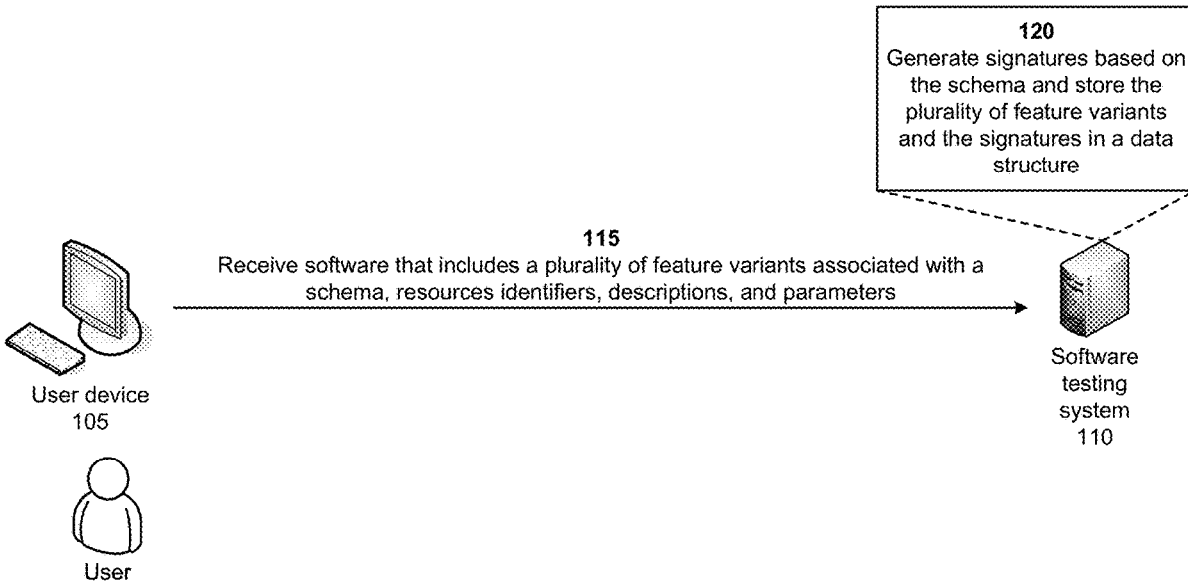 120
Generate signatures based on
the schema and store the
plurality of feature variants
and the signatures in a data
structure
115
Receive software that includes a plurality of feature variants associated with a
schema, resources identifiers, descriptions, and parameters
User device
105
Software
testing
system
110
User